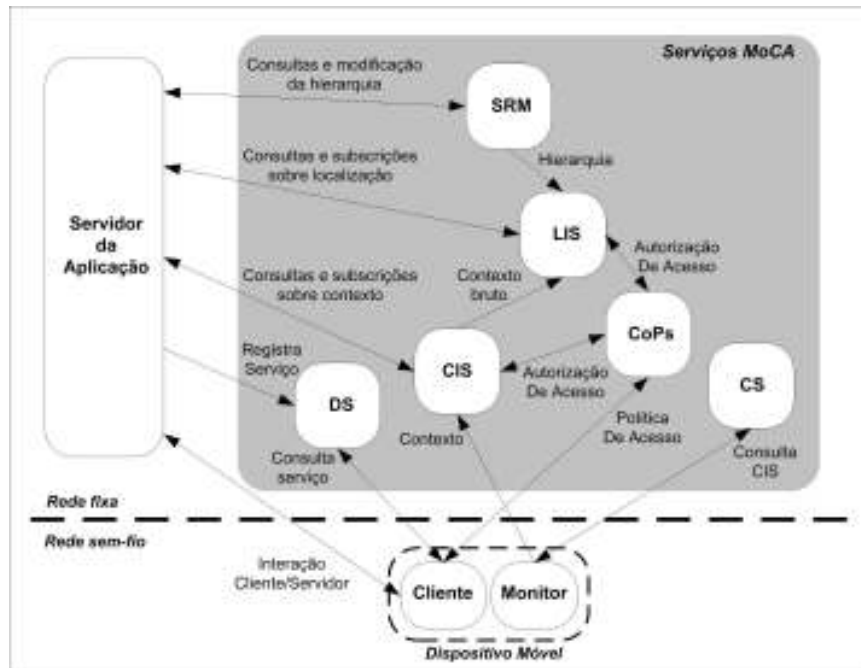 Serviços MoCA
Consultas e modificação
da hierarquia
SRM
Hierarquia
Consultas e subscrições
sobre localização
LIS
Servidor
da
Aplicação
Autorização
De Acesso
Consultas e subscrições
sobre contexto
Contexto
bruto
CoPs
Registra
Serviço
CIS
Autorização
De Acesso
CS
DS
Contexto
Política
De Acesso
Consulta
serviço
Consulta
CIS
Rede fixa
Rede sem-fio
Interação
Cliente/Servidor
Cliente
Monitor
Dispositivo Móvel